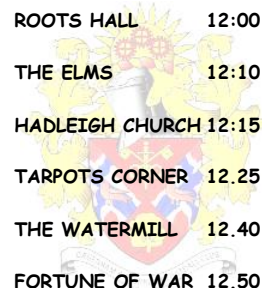 ROOTS HALL 12:00
THE ELMS 12:10
HADLEIGH CHURCH 12:15
TARPOTS CORNER 12.25
THE WATERMILL 12.40
FORTUNE OF WAR 12.50